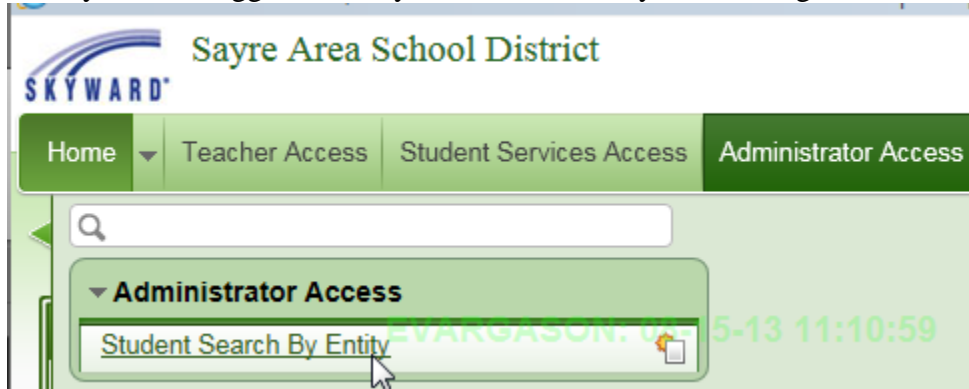 Sayre Area School District
SKYWARD
Home Teacher Access Student Services Access Administrator Access
Administrator Access
Student Search By Entity
EVARGASON: 08-15-13 11:10:59